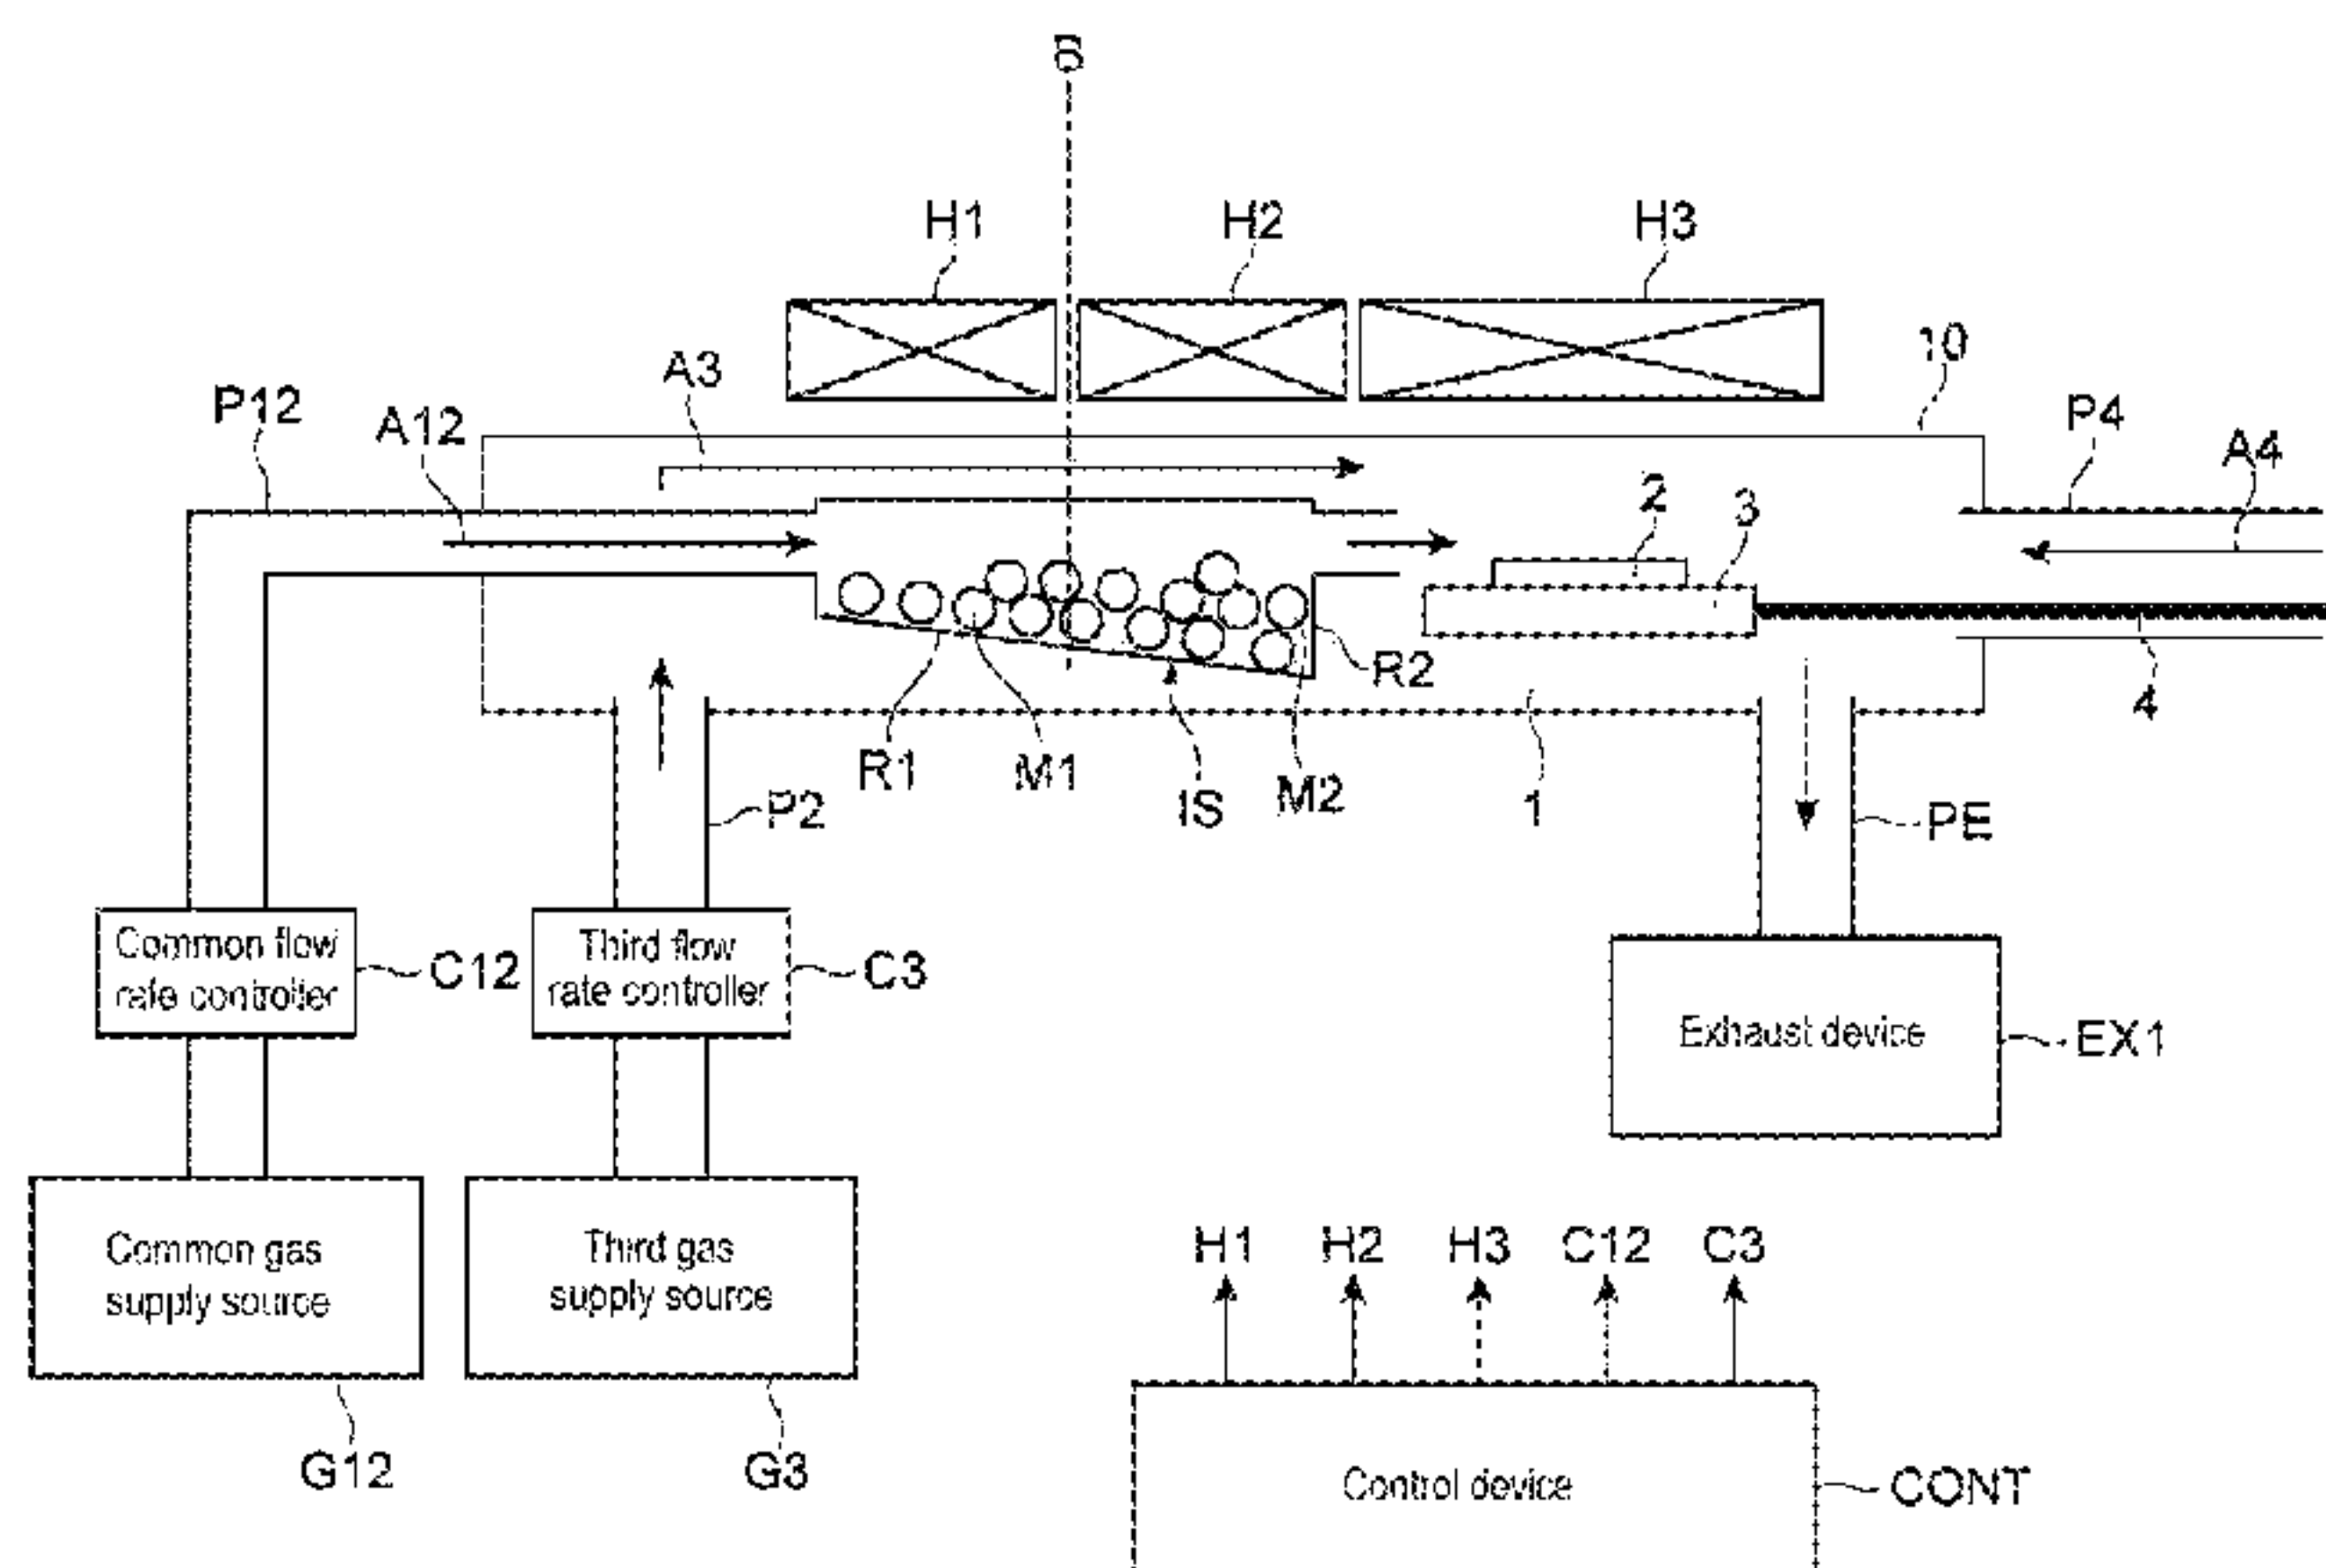 B
H1 H2 H3
10
A3
P12
A12
P4
A4
2
3
R2
4
R1 M1 IS M2 1
P2
PE
Common flow
rate controller
C12
Third flow
rate controller
C3
Exhaust device
EX1
Common gas
supply source
Third gas
supply source
G12
G3
H1 H2 H3 C12 C3
Control device
CONT